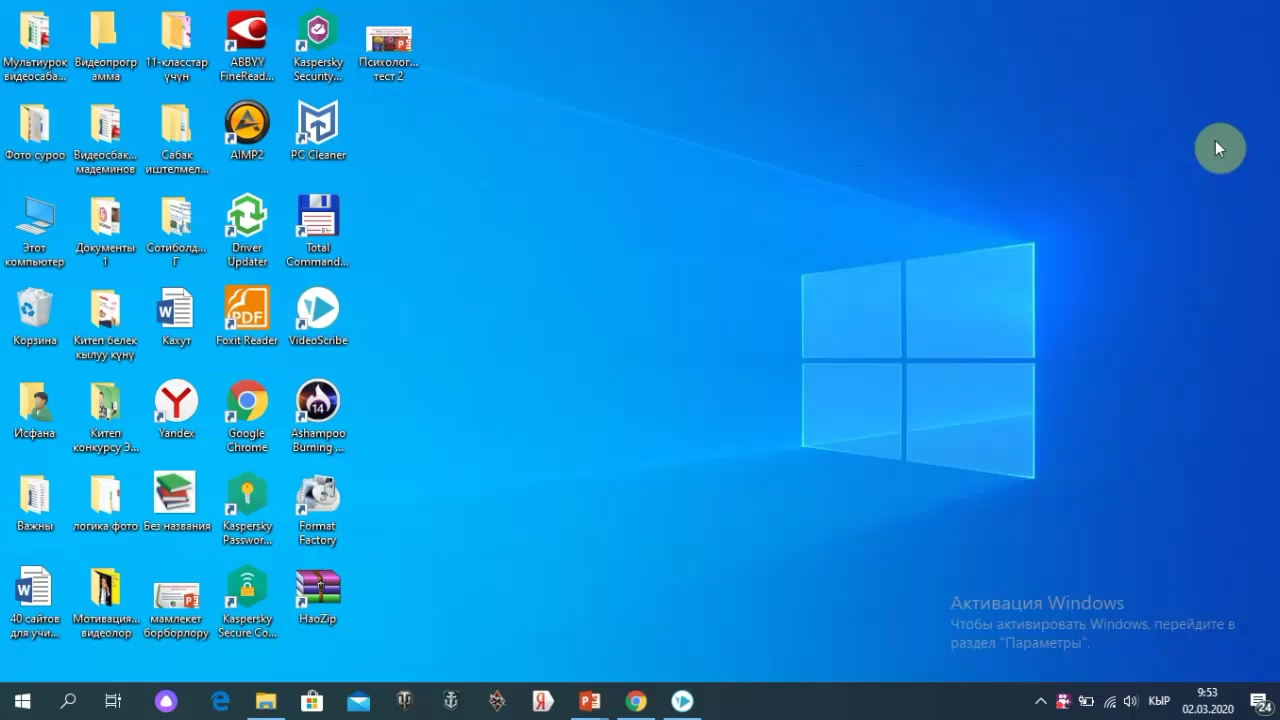 Мультиурок
видеосаба...
Видеопрогр
амма
11-класстар
үчүн
ABBYY
FineRead...
Kaspersky
Security...
Психолог...
тест 2
Фото суроо
Видеосбак...
мадеминов
Сабак
иштелмел...
AIMP2
PC Cleaner
Этот
компьютер
Документы
1
Сотиболд...
Г
Driver
Updater
Total
Command...
Корзина
Китеп белек
кылуу күнү
Кахут
Foxit Reader
VideoScribe
Исфана
Китеп
конкурсу Э...
Yandex
Google
Chrome
Ashampoo
Burning ...
Важны
логика фото
Без названия
Kaspersky
Passwor...
Format
Factory
40 сайтов
для учи...
Мотивация...
видеолор
мамлекет
борборлору
Kaspersky
Secure Co...
HaoZip
Активация Windows
Чтобы активировать Windows, перейдите в
раздел "Параметры".
КЫР
9:53
02.03.2020
24